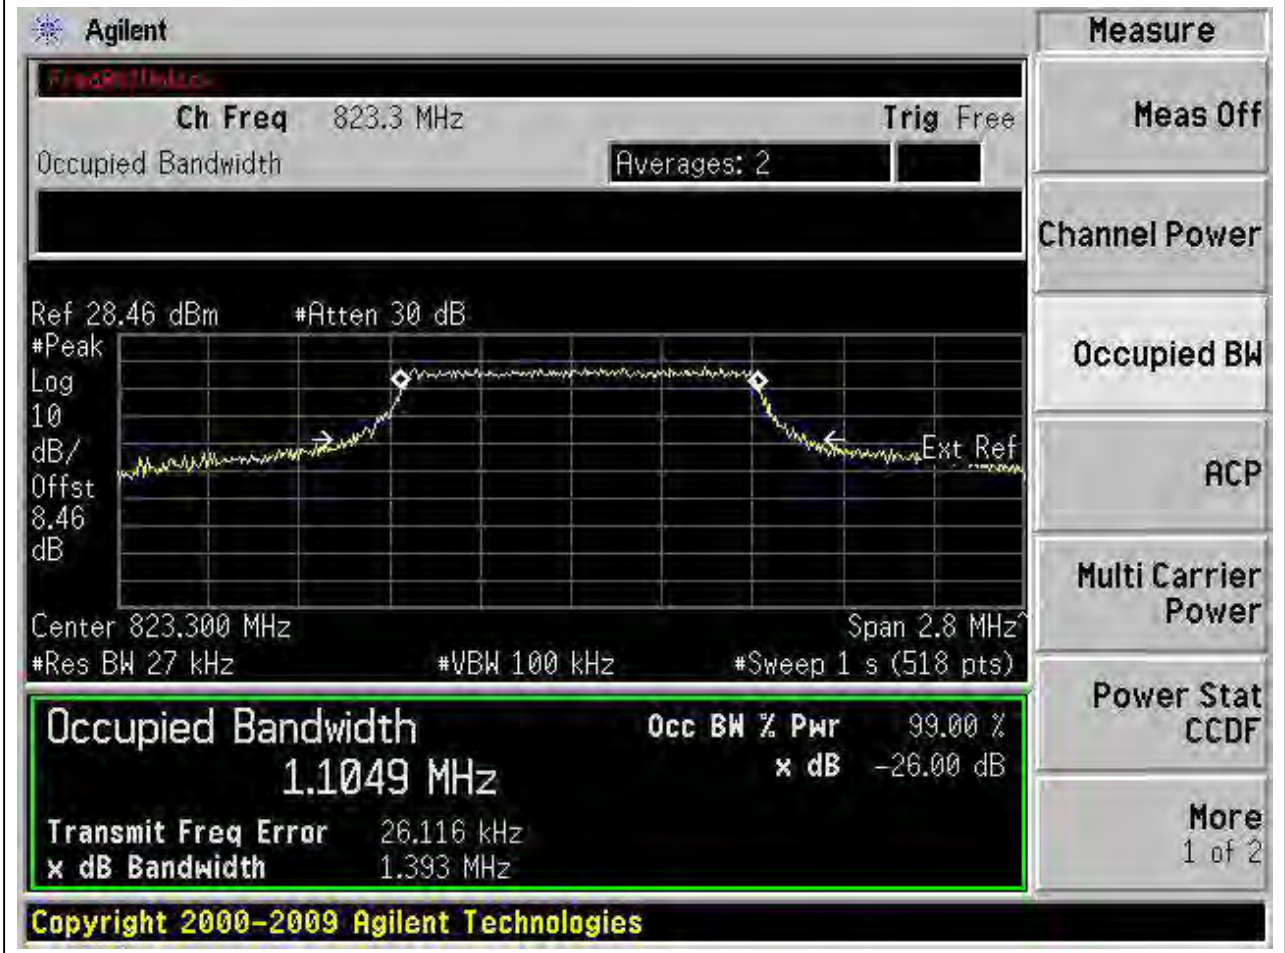 Agilent
Measure
Ch Freq 823.3 MHz Trig Free
Meas Off
Occupied Bandwidth Averages: 2
Channel Power
Ref 28.46 dBm #Atten 30 dB
#Peak
Log
10
dB/
Offst
8.46
dB
Ext Ref
Occupied BW
ACP
Multi Carrier
Power
Center 823.300 MHz Span 2.8 MHz^
#Res BW 27 kHz #VBW 100 kHz #Sweep 1 s (518 pts)
Occupied Bandwidth Occ BW % Pwr 99.00 %
1.1049 MHz x dB -26.00 dB
Transmit Freq Error 26.116 kHz
x dB Bandwidth 1.393 MHz
Power Stat
CCDF
More
1 of 2
Copyright 2000-2009 Agilent Technologies